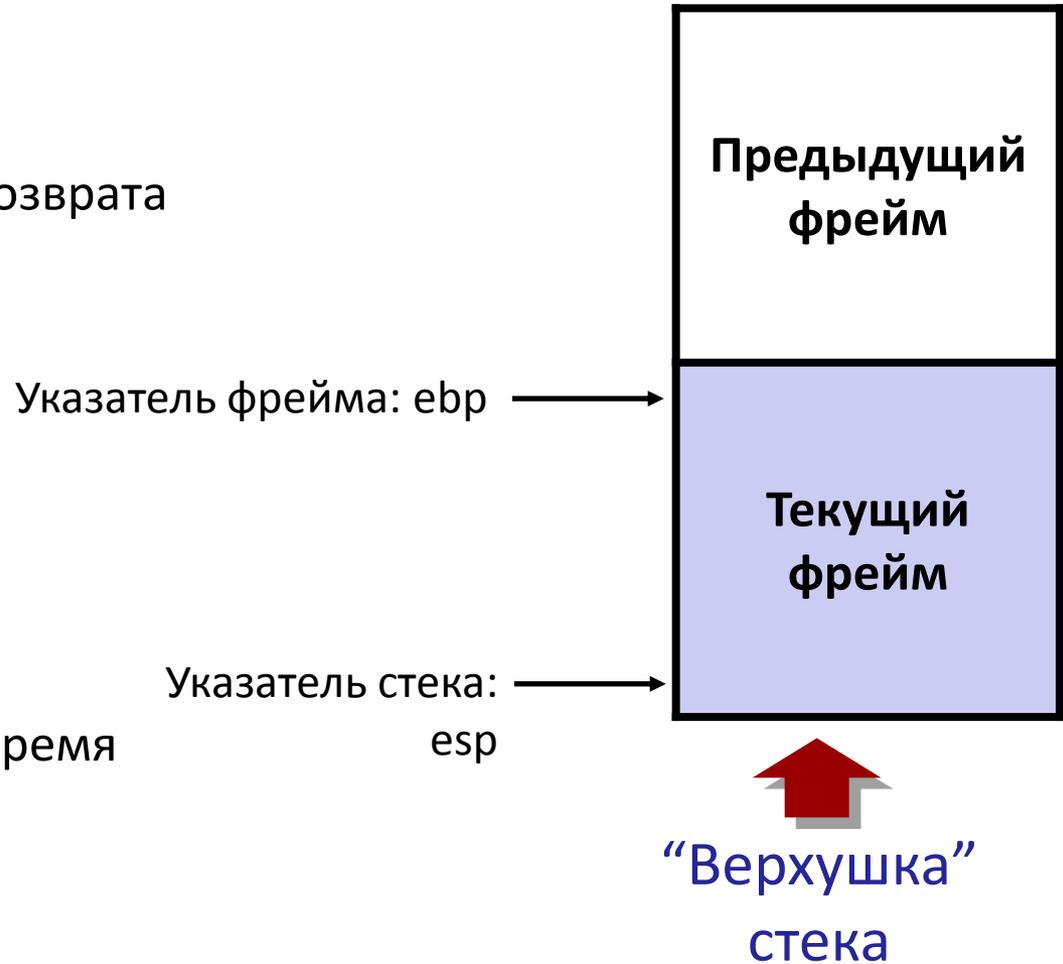 Предыдущий
фрейм
озврата
Указатель фрейма: ebp
Текущий
фрейм
Указатель стека:
esp
ремя
“Верхушка”
стека